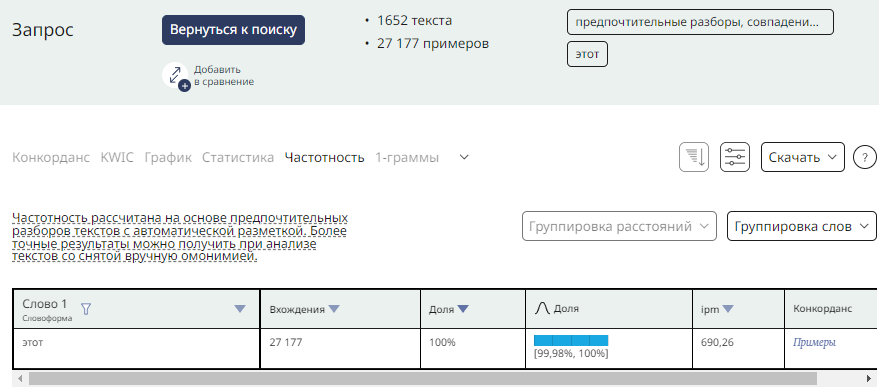 Запрос
Вернуться к поиску
Добавить
в сравнение
• 1652 текста
• 27 177 примеров
предпочтительные разборы, совпадени...
этот
Конкорданс KWIC График Статистика Частотность 1-граммы
Скачать
?
Частотность рассчитана на основе предпочтительных
разборов текстов с автоматической разметкой. Более
точные результаты можно получить при анализе
текстов со снятой вручную омонимией.
Группировка расстояний
Группировка слов
Слово 1 Вхождения Доля Доля ipm Конкорданс
Словоформа
этот 27 177 100% 690,26 Примеры
[99,98%, 100%]